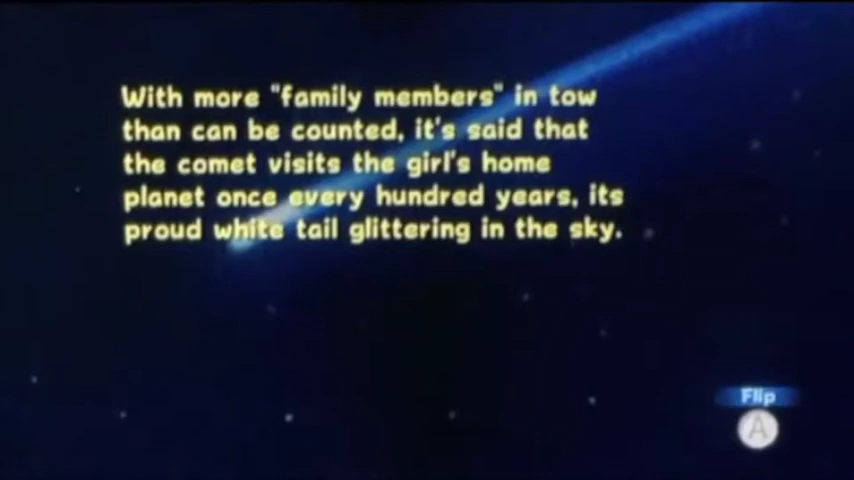 With more "family members" in tow
than can be counted, it's said that
the comet visits the girl's home
planet once every hundred years, its
proud white tail glittering in the sky.
Flip
A